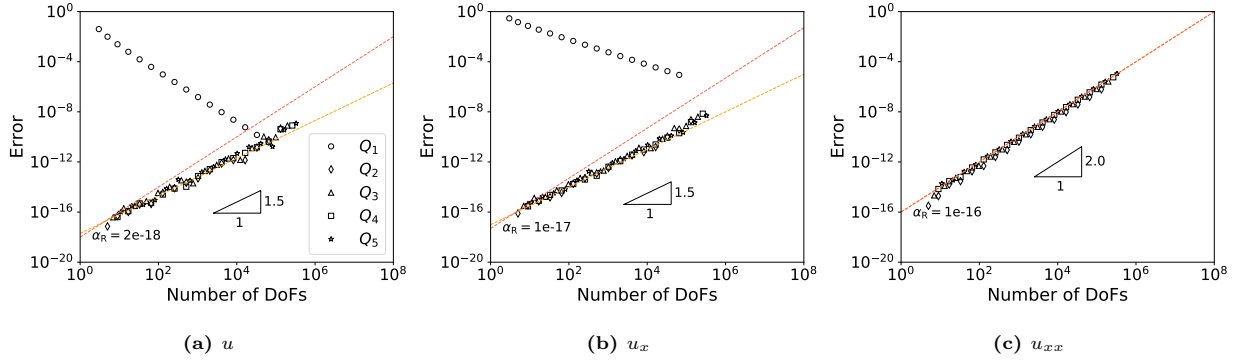 10^0
10^-4
10^-8
10^-12
10^-16
10^-20
Error
10^0 10^2 10^4 10^6 10^8
Number of DoFs
α_R = 2e-18
1.5
1
Q_1
Q_2
Q_3
Q_4
Q_5
(a) u
10^0
10^-4
10^-8
10^-12
10^-16
10^-20
Error
10^0 10^2 10^4 10^6 10^8
Number of DoFs
α_R = 1e-17
1.5
1
(b) u_x
10^0
10^-4
10^-8
10^-12
10^-16
10^-20
Error
10^0 10^2 10^4 10^6 10^8
Number of DoFs
α_R = 1e-16
2.0
1
(c) u_xx